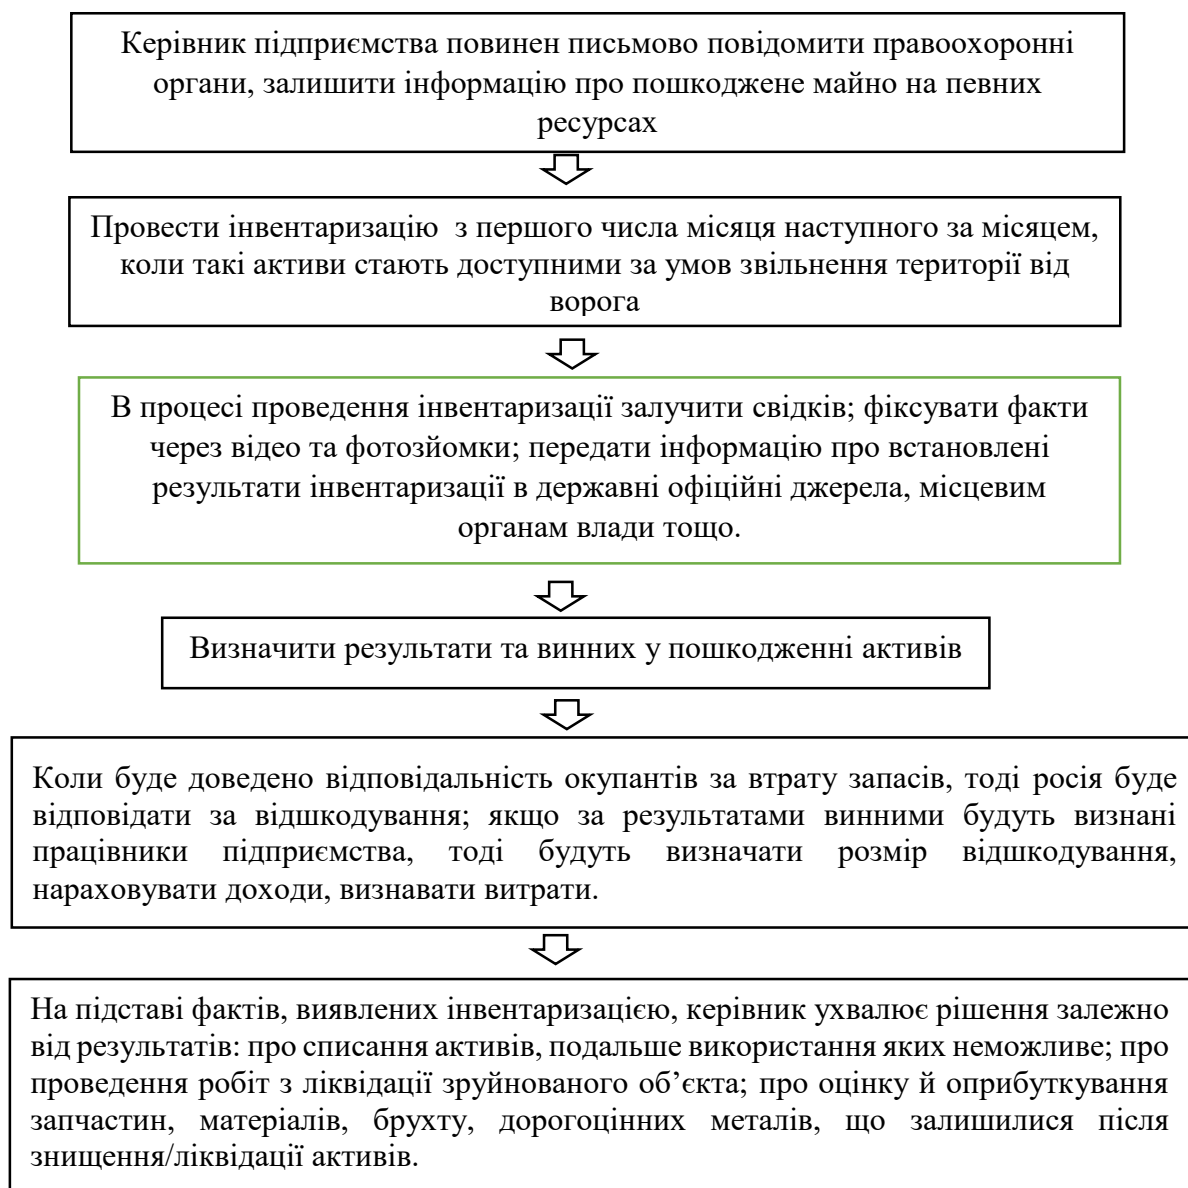 Керівник підприємства повинен письмово повідомити правоохоронні
органи, залишити інформацію про пошкоджене майно на певних
ресурсах
Провести інвентаризацію з першого числа місяця наступного за місяцем,
коли такі активи стають доступними за умов звільнення території від
ворога
В процесі проведення інвентаризації залучити свідків; фіксувати факти
через відео та фотозйомки; передати інформацію про встановлені
результати інвентаризації в державні офіційні джерела, місцевим
органам влади тощо.
Визначити результати та винних у пошкодженні активів
Коли буде доведено відповідальність окупантів за втрату запасів, тоді росія буде
відповідати за відшкодування; якщо за результатами винними будуть визнані
працівники підприємства, тоді будуть визначати розмір відшкодування,
нараховувати доходи, визнавати витрати.
На підставі фактів, виявлених інвентаризацією, керівник ухвалює рішення залежно
від результатів: про списання активів, подальше використання яких неможливе; про
проведення робіт з ліквідації зруйнованого об’єкта; про оцінку й оприбуткування
запчастин, матеріалів, брухту, дорогоцінних металів, що залишилися після
знищення/ліквідації активів.